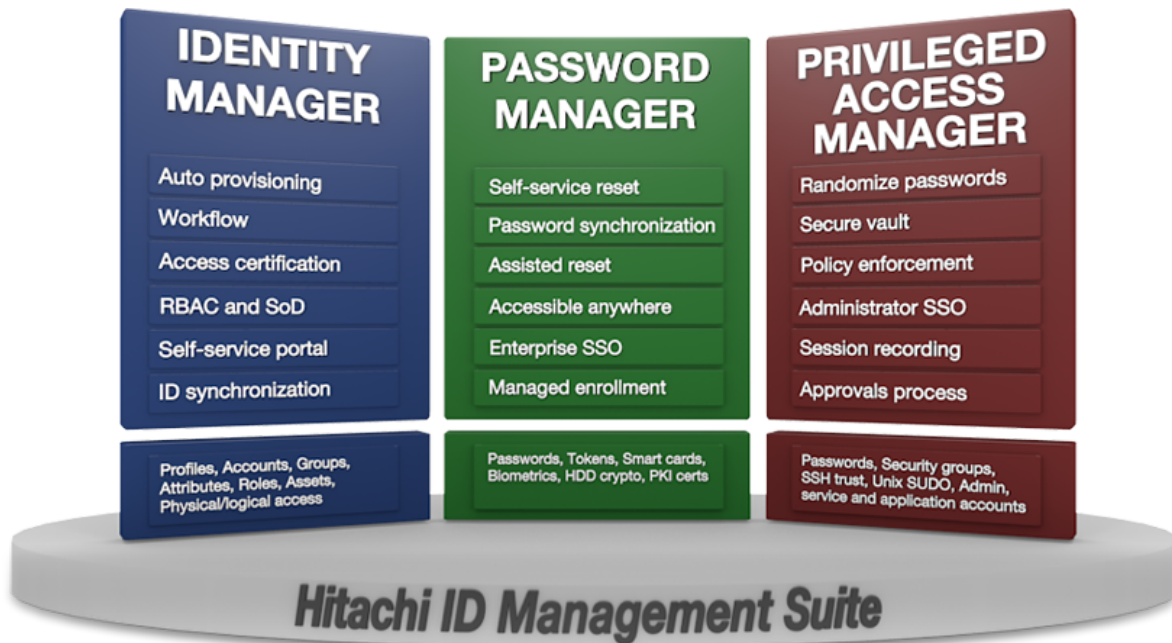 IDENTITY
MANAGER
Auto provisioning
Workflow
Access certification
RBAC and SoD
Self-service portal
ID synchronization
Profiles, Accounts, Groups,
Attributes, Roles, Assets,
Physical/logical access
PASSWORD
MANAGER
Self-service reset
Password synchronization
Assisted reset
Accessible anywhere
Enterprise SSO
Managed enrollment
Passwords, Tokens, Smart cards,
Biometrics, HDD crypto, PKI certs
PRIVILEGED
ACCESS
MANAGER
Randomize passwords
Secure vault
Policy enforcement
Administrator SSO
Session recording
Approvals process
Passwords, Security groups,
SSH trust, Unix SUDO, Admin,
service and application accounts
Hitachi ID Management Suite